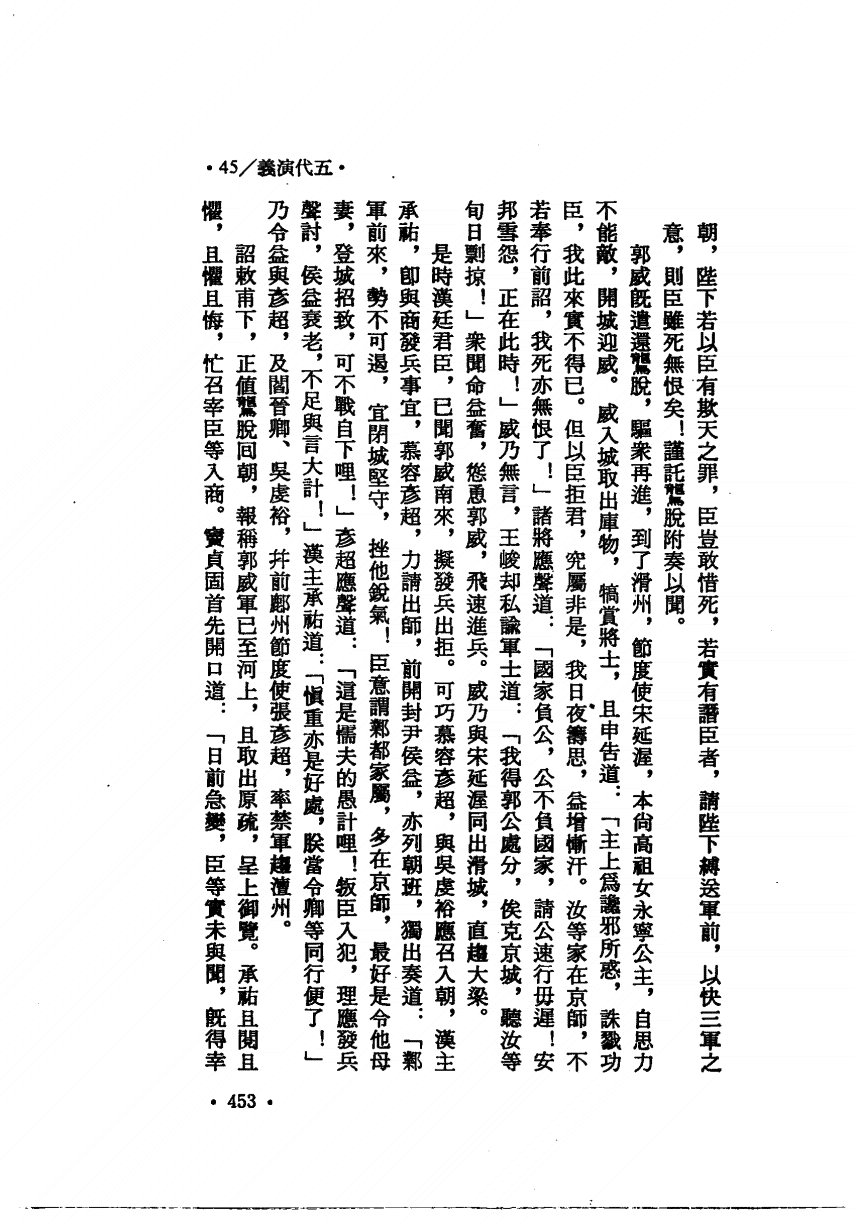 •45/義演代五•
朝，陛下若以臣有欺天之罪，臣豈敢惜死，若實有譖臣者，請陛下縛送軍前，以快三軍之
意，則臣雖死無恨矣！謹託鸗脫附奏以聞。
郭威旣遣還鸗脫，驅衆再進，到了滑州，節度使宋延渥，本尙高祖女永寧公主，自思力
不能敵，開城迎威。威入城取出庫物，犒賞將士，且申告道：「主上爲讒邪所惑，誅戮功
臣，我此來實不得已。但以臣拒君，究屬非是，我日夜籌思，益增慚汗。汝等家在京師，不
若奉行前詔，我死亦無恨了！」諸將應聲道：「國家負公，公不負國家，請公速行毋遲！安
邦雪怨，正在此時！」威乃無言，王峻却私諭軍士道：「我得郭公處分，俟克京城，聽汝等
旬日剽掠！」衆聞命益奮，慫恿郭威，飛速進兵。威乃與宋延渥同出滑城，直趨大梁。
是時漢廷君臣，已聞郭威南來，擬發兵出拒。可巧慕容彥超，與吳虔裕應召入朝，漢主
承祐，卽與商發兵事宜，慕容彥超，力請出師，前開封尹侯益，亦列朝班，獨出奏道：「鄴
軍前來，勢不可遏，宜閉城堅守，挫他銳氣！臣意謂鄴都家屬，多在京師，最好是令他母
妻，登城招致，可不戰自下哩！」彥超應聲道：「這是懦夫的愚計哩！叛臣入犯，理應發兵
聲討，侯益衰老，不足與言大計！」漢主承祐道：「愼重亦是好處，朕當令卿等同行便了！」
乃令益與彥超，及閻晉卿、吳虔裕，幷前鄜州節度使張彥超，率禁軍趨澶州。
詔敕甫下，正值鸗脫回朝，報稱郭威軍已至河上，且取出原疏，呈上御覽。承祐且閱且
懼，且懼且悔，忙召宰臣等入商。竇貞固首先開口道：「日前急變，臣等實未與聞，旣得幸
•453•